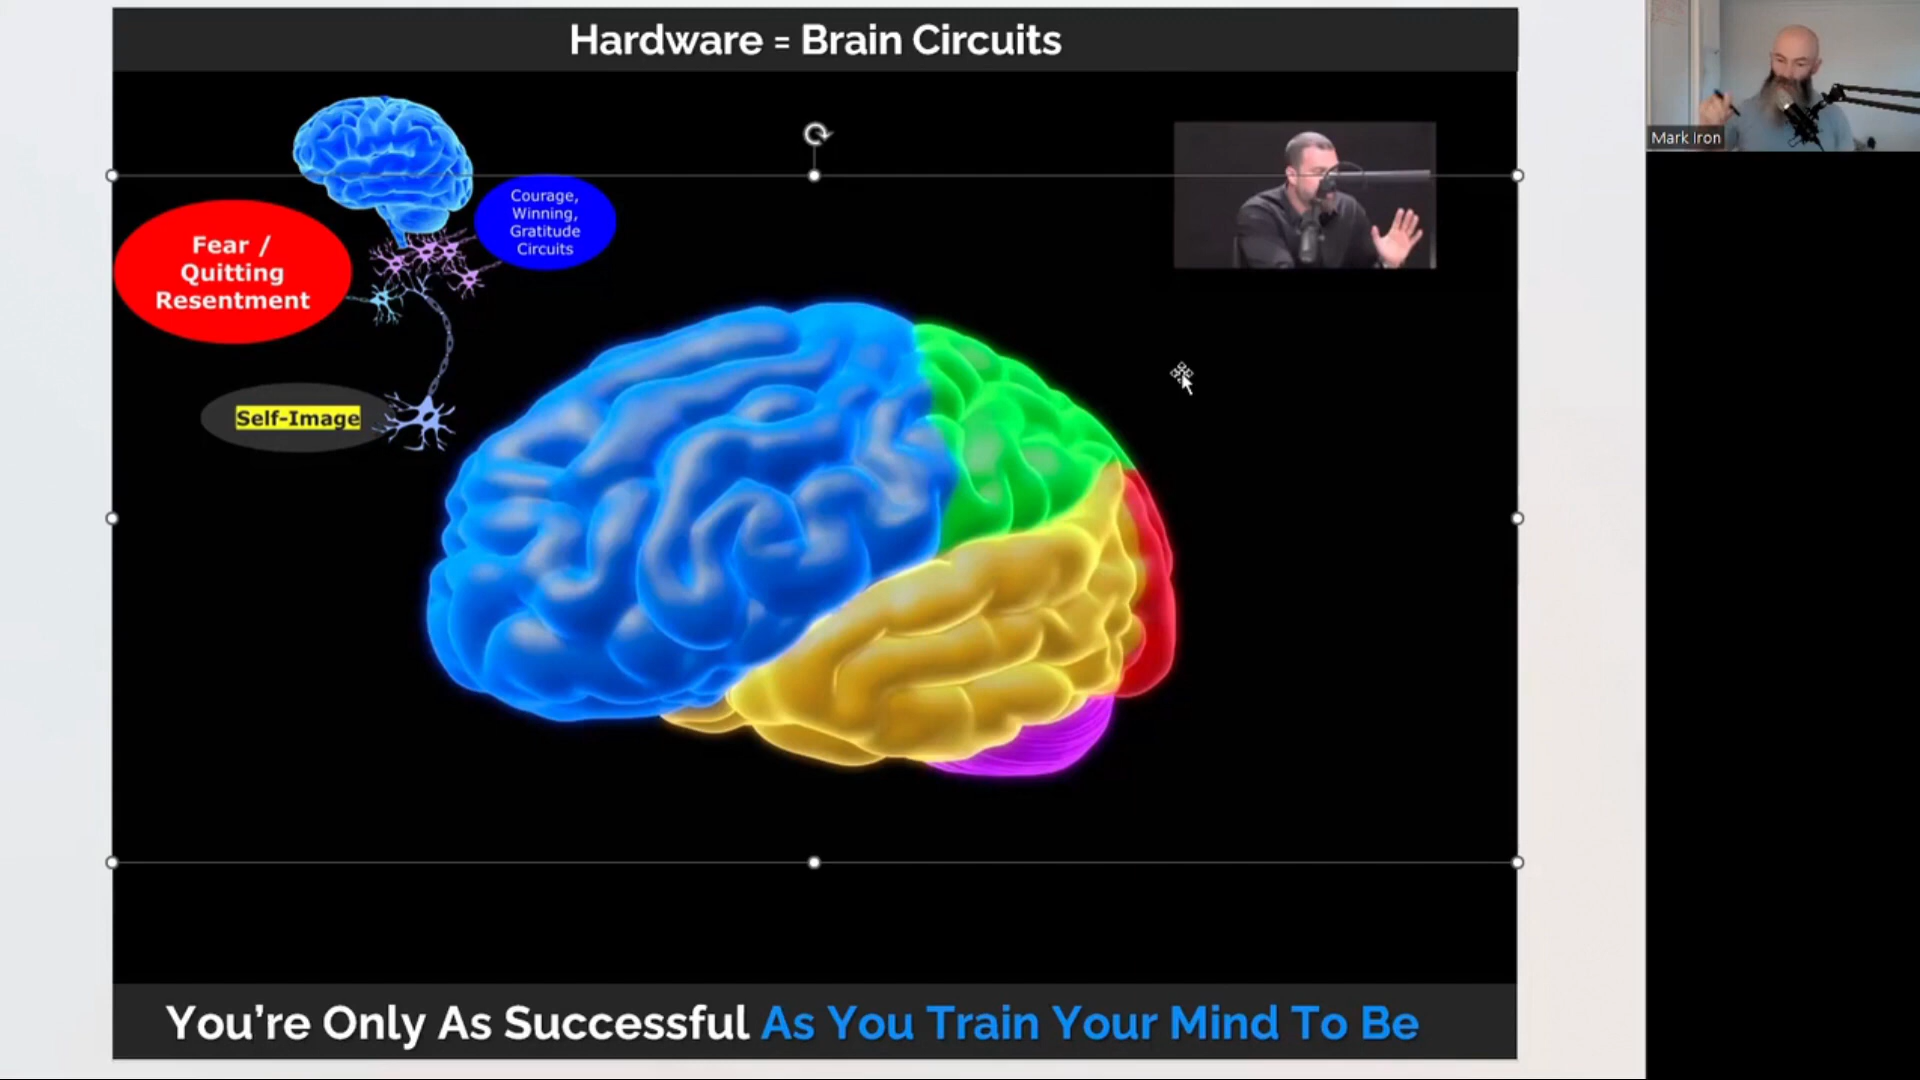 Hardware = Brain Circuits
Mark Iron
Courage,
Winning,
Gratitude
Circuits
Fear /
Quitting
Resentment
Self-Image
You're Only As Successful As You Train Your Mind To Be